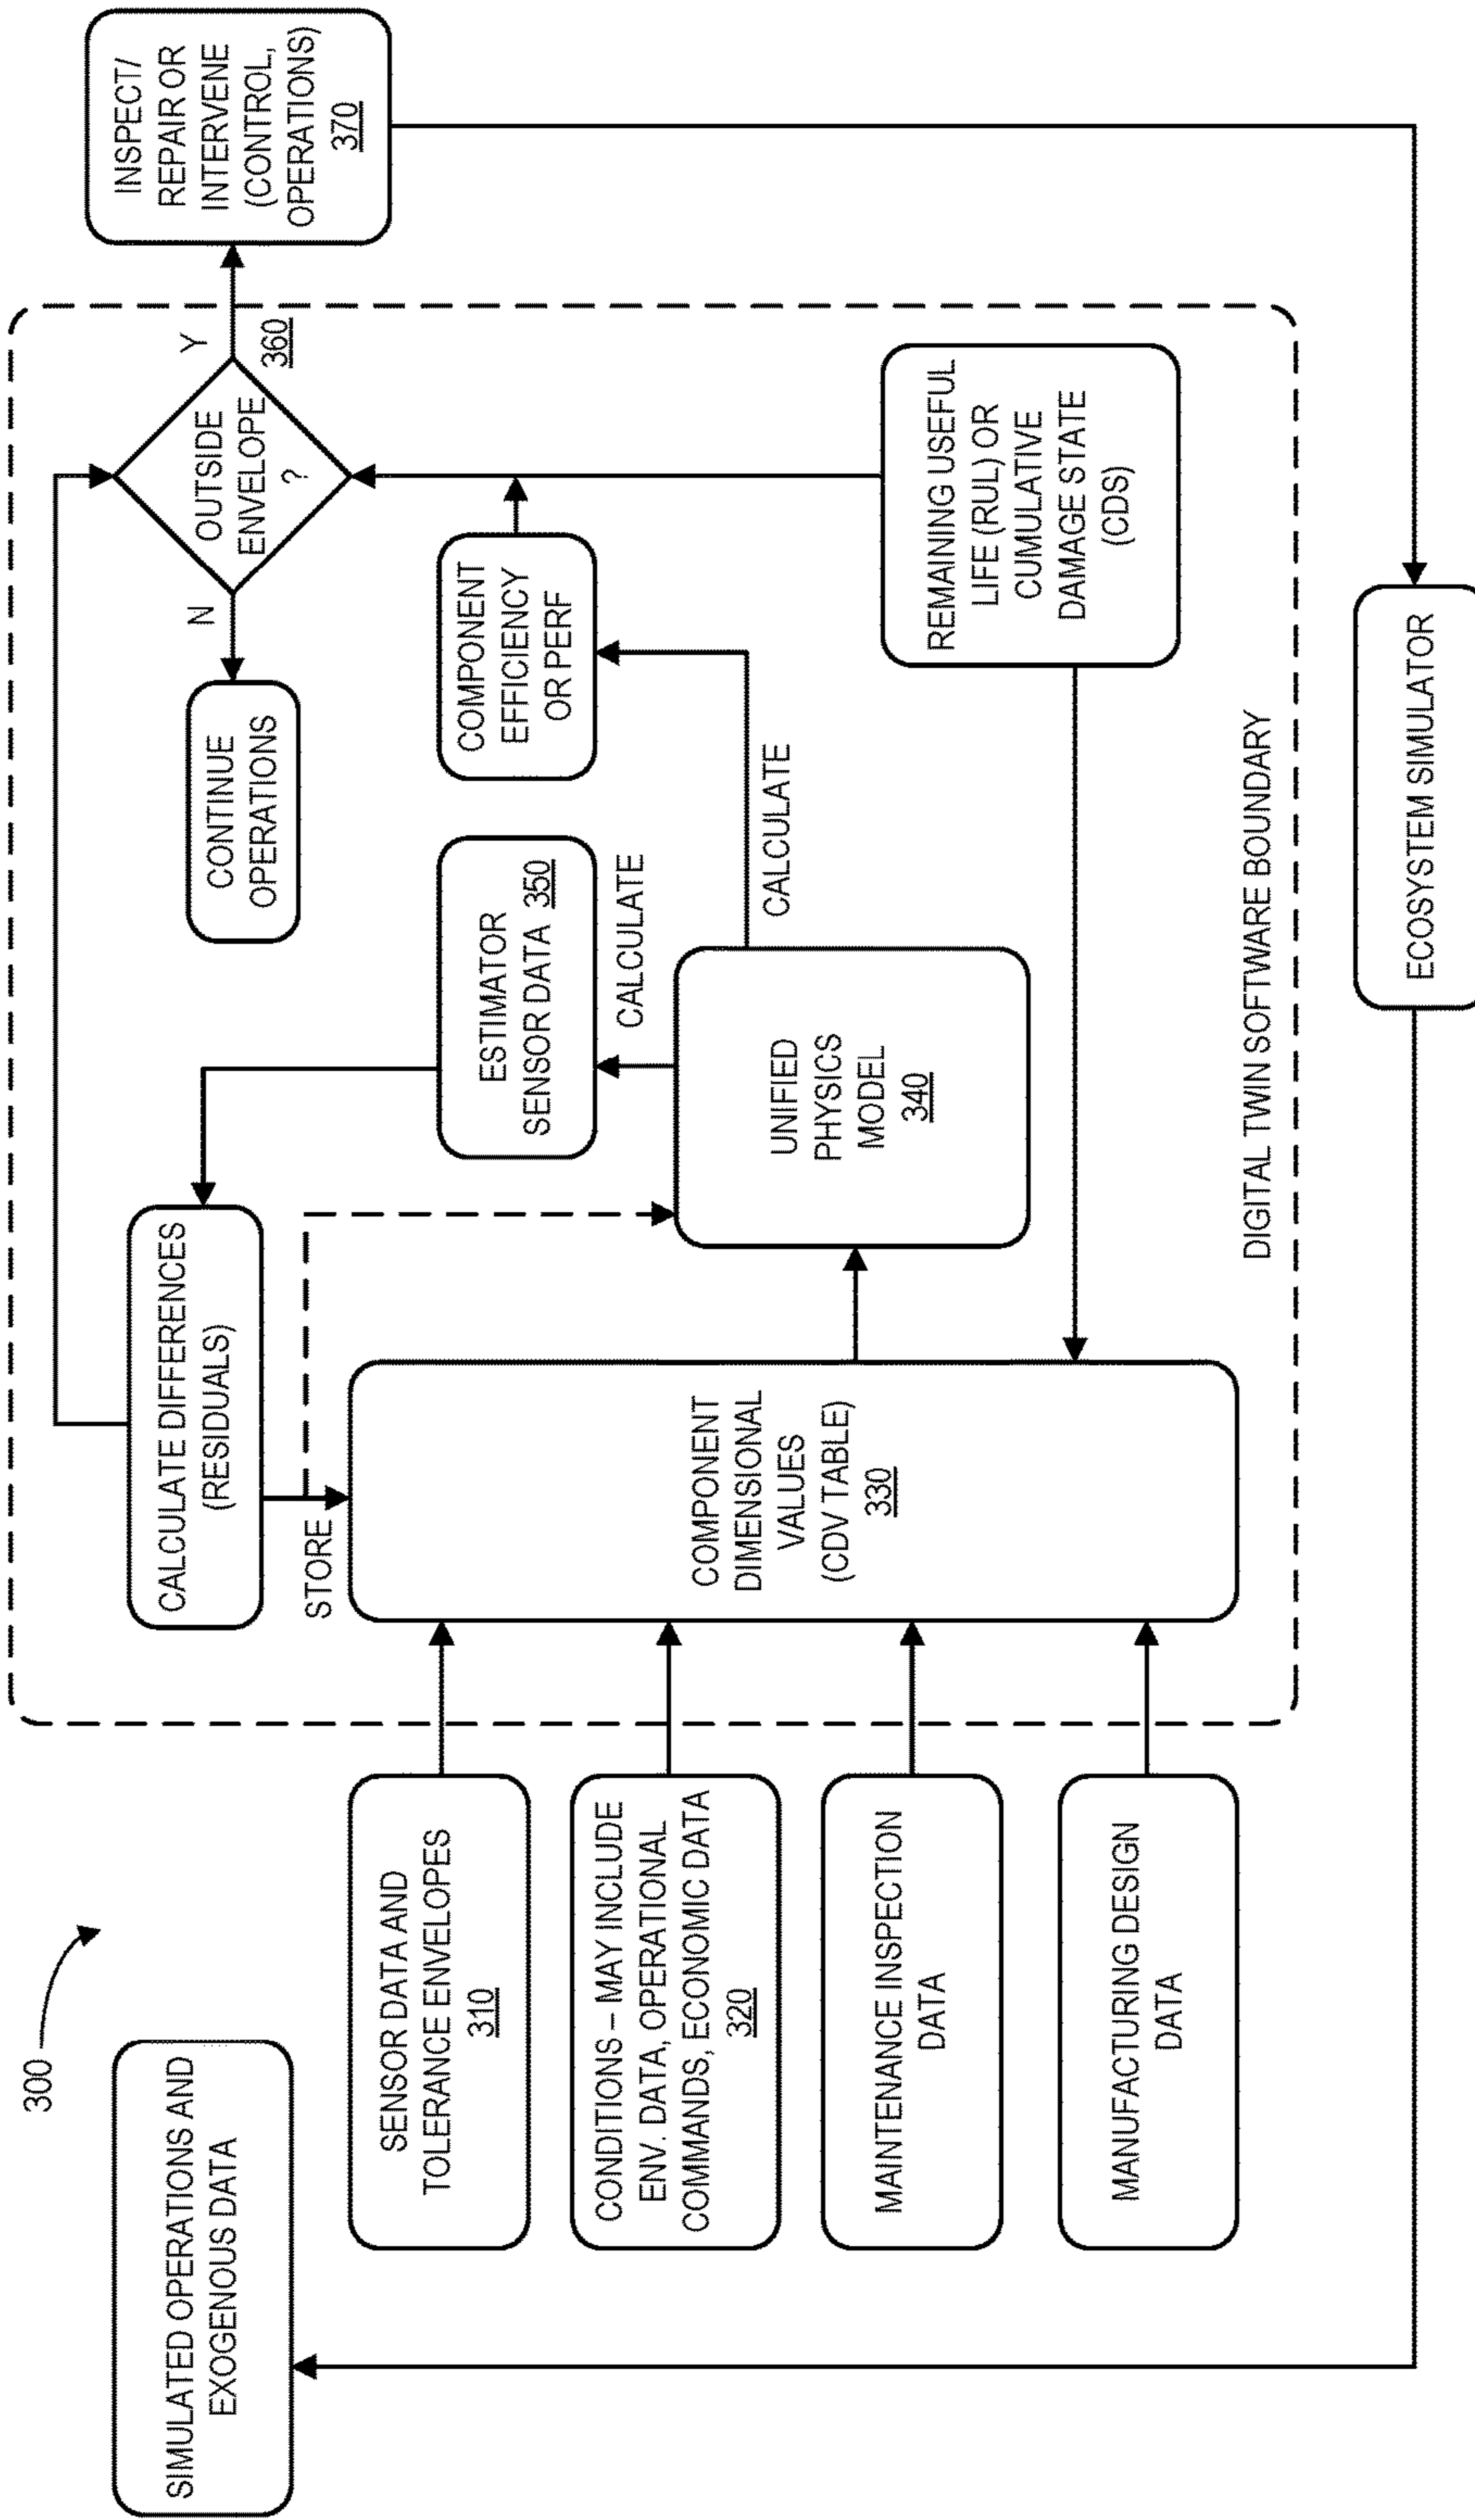 300
SIMULATED OPERATIONS AND
EXOGENOUS DATA
SENSOR DATA AND
TOLERANCE ENVELOPES
310
CONDITIONS – MAY INCLUDE
ENV. DATA, OPERATIONAL
COMMANDS, ECONOMIC DATA
320
MAINTENANCE INSPECTION
DATA
MANUFACTURING DESIGN
DATA
CALCULATE DIFFERENCES
(RESIDUALS)
STORE
COMPONENT
DIMENSIONAL
VALUES
(CDV TABLE)
330
ESTIMATOR
SENSOR DATA 350
CALCULATE
UNIFIED
PHYSICS
MODEL
340
CALCULATE
CONTINUE
OPERATIONS
COMPONENT
EFFICIENCY
OR PERF
N
OUTSIDE
ENVELOPE
?
Y
360
REMAINING USEFUL
LIFE (RUL) OR
CUMULATIVE
DAMAGE STATE
(CDS)
DIGITAL TWIN SOFTWARE BOUNDARY
INSPECT/
REPAIR OR
INTERVENE
(CONTROL,
OPERATIONS)
370
ECOSYSTEM SIMULATOR